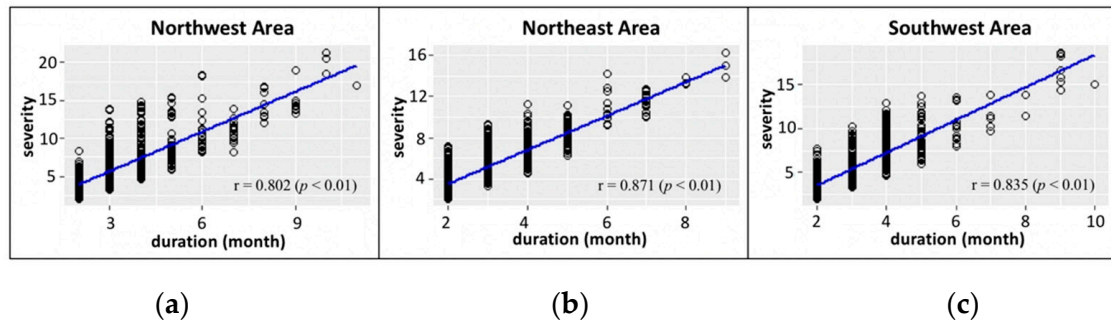 Northwest Area
severity
20
15
10
5
r = 0.802 (p < 0.01)
3
6
9
duration (month)
Northeast Area
severity
16
12
8
4
r = 0.871 (p < 0.01)
2
4
6
8
duration (month)
Southwest Area
severity
15
10
5
r = 0.835 (p < 0.01)
2
4
6
8
10
duration (month)
(a)
(b)
(c)